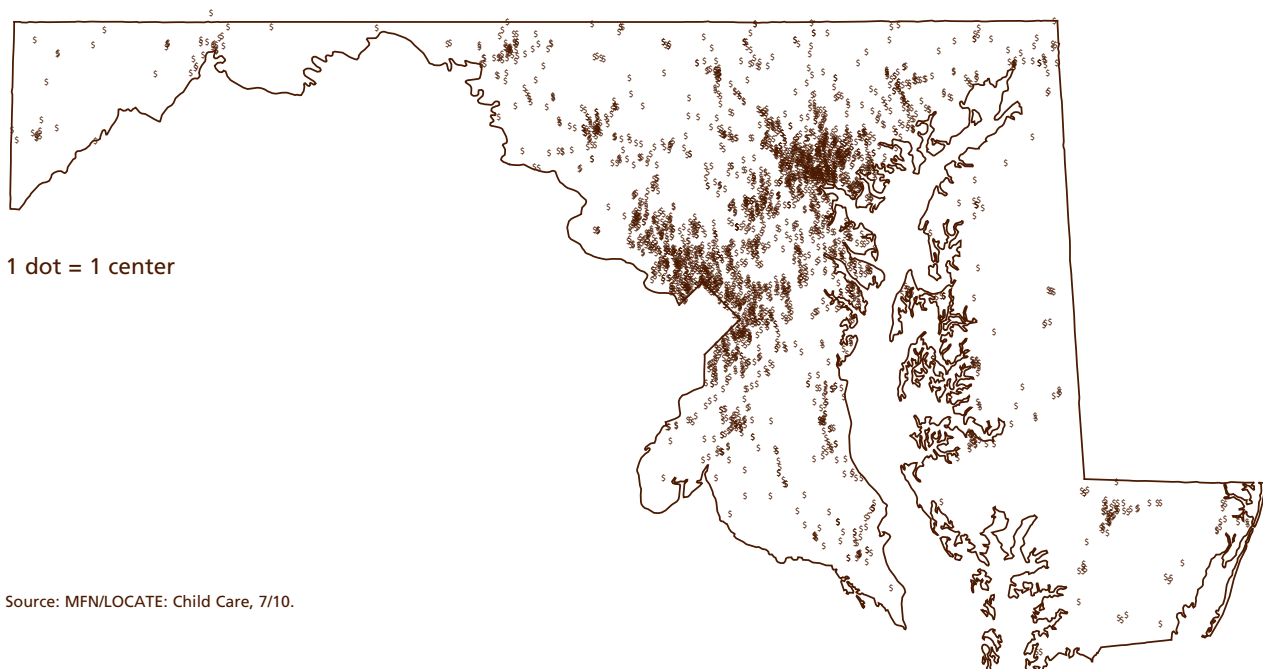 1 dot = 1 center
Source: MFN/LOCATE: Child Care, 7/10.